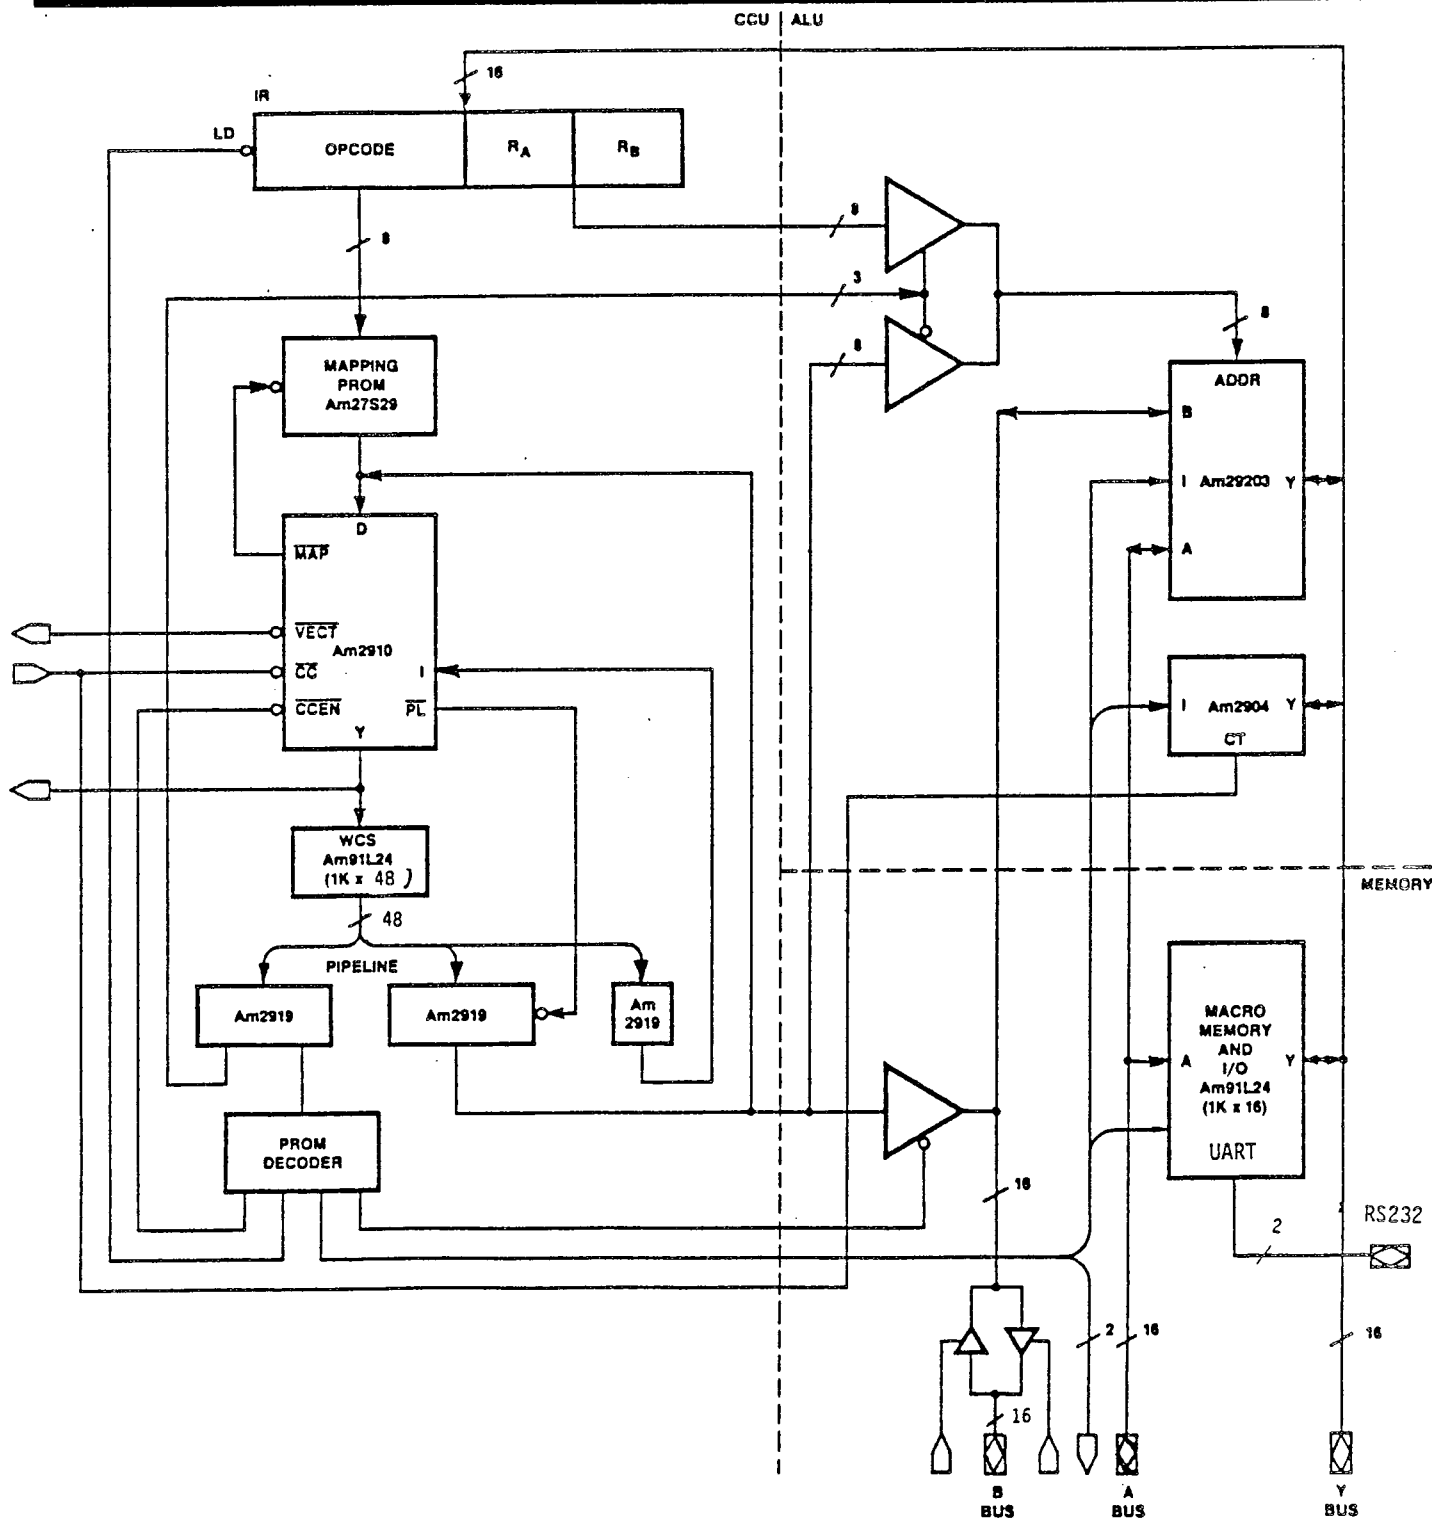 CCU ALU
16
IR
LD
OPCODE
RA
RB
8
8
3
8
8
MAPPING
PROM
Am27S29
ADDR
B
I Am29203 Y
A
D
MAP
VECT
Am2910
CC
I
CCEN
PL
Y
I Am2904 Y
CT
WCS
Am91L24
(1K x 48 )
48
MEMORY
PIPELINE
Am2919
Am2919
Am
2919
MACRO
MEMORY
AND
I/O
A Y
Am91L24
(1K x 16)
UART
PROM
DECODER
16
2
RS232
2
16
16
16
B
BUS
A
BUS
Y
BUS